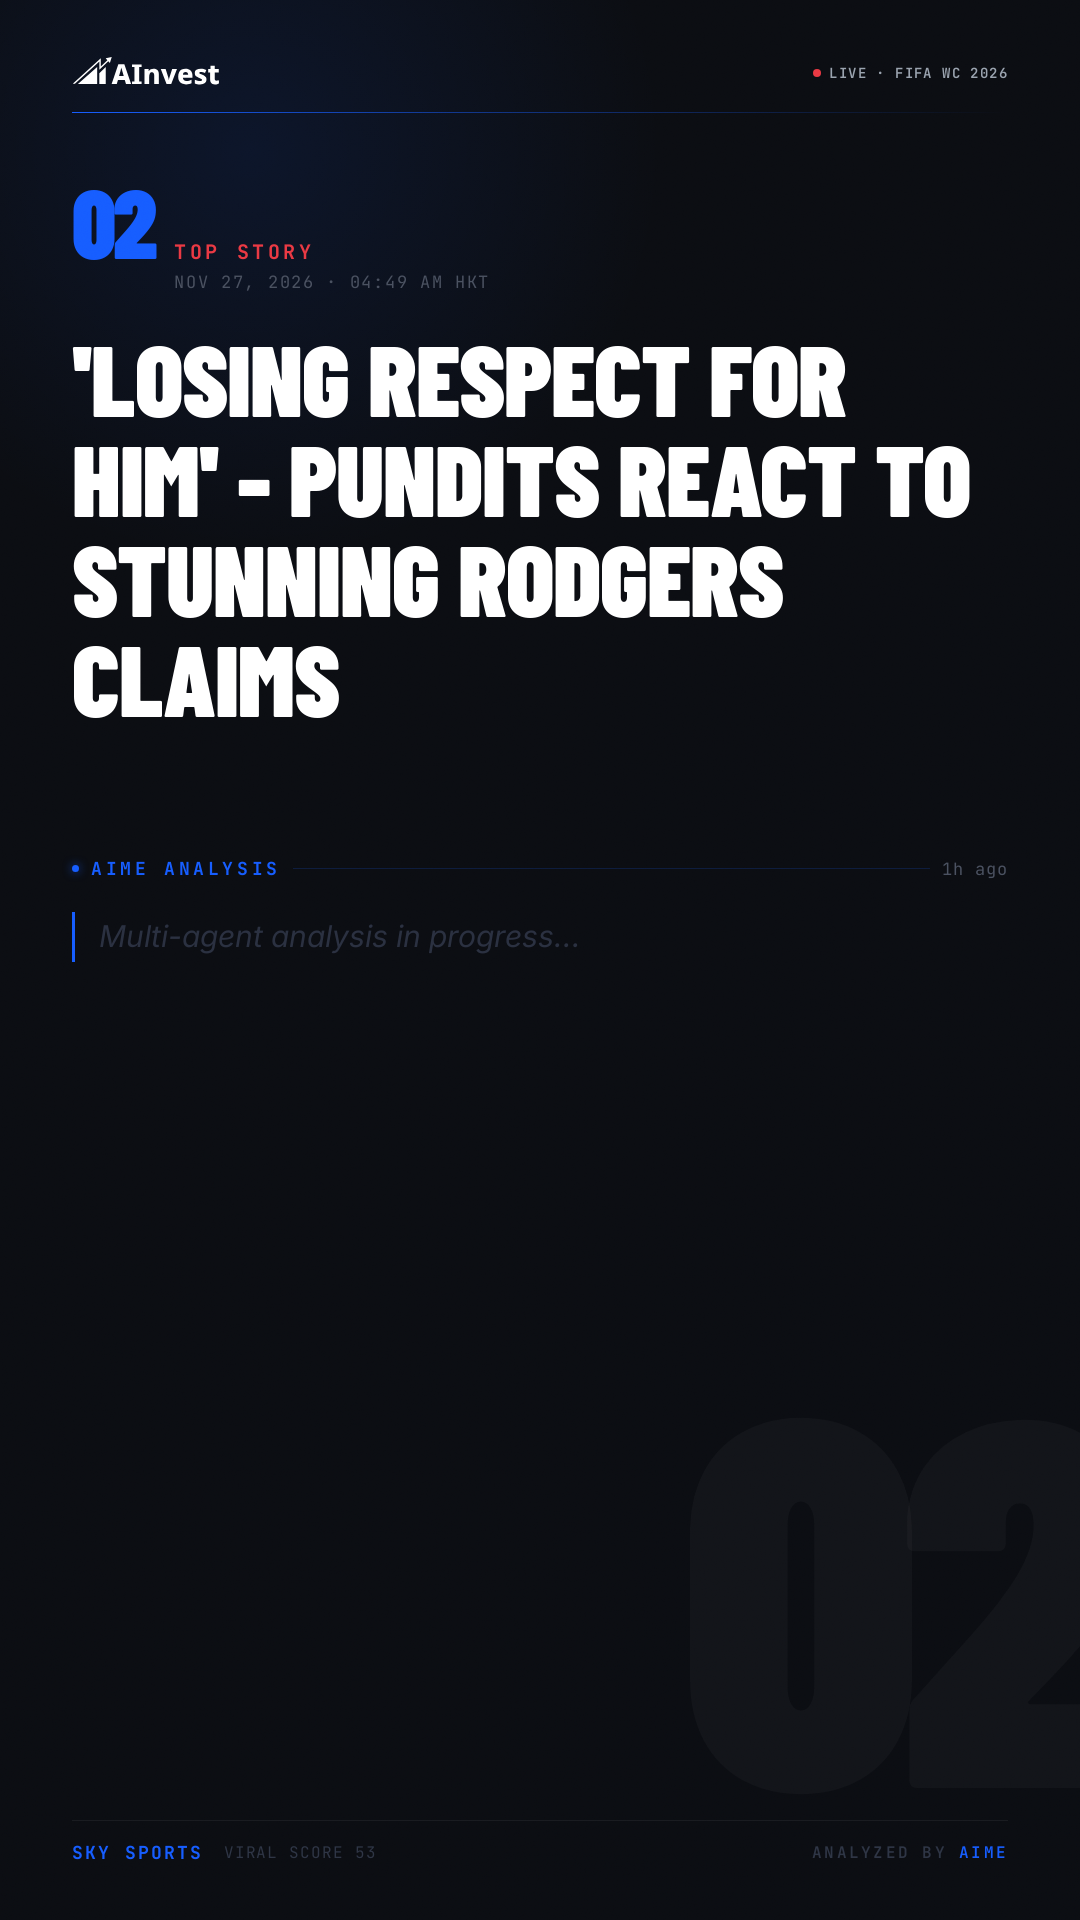 AInvest
LIVE · FIFA WC 2026
02
TOP STORY
NOV 27, 2026 · 04:49 AM HKT
'LOSING RESPECT FOR
HIM' - PUNDITS REACT TO
STUNNING RODGERS
CLAIMS
AIME ANALYSIS
1h ago
Multi-agent analysis in progress...
02
SKY SPORTS VIRAL SCORE 53
ANALYZED BY AIME